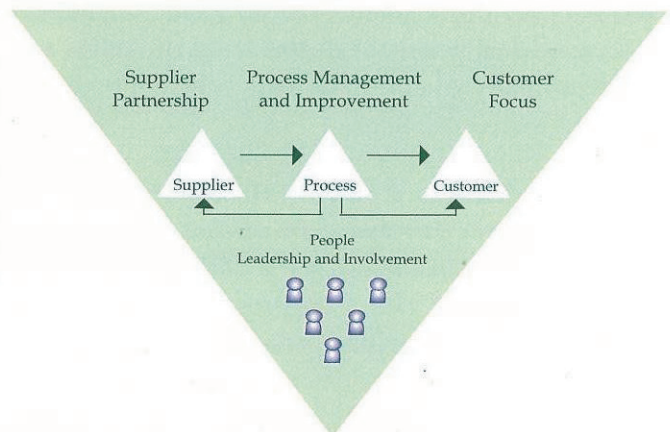 Supplier
Partnership
Process Management
and Improvement
Customer
Focus
Supplier
Process
Customer
People
Leadership and Involvement